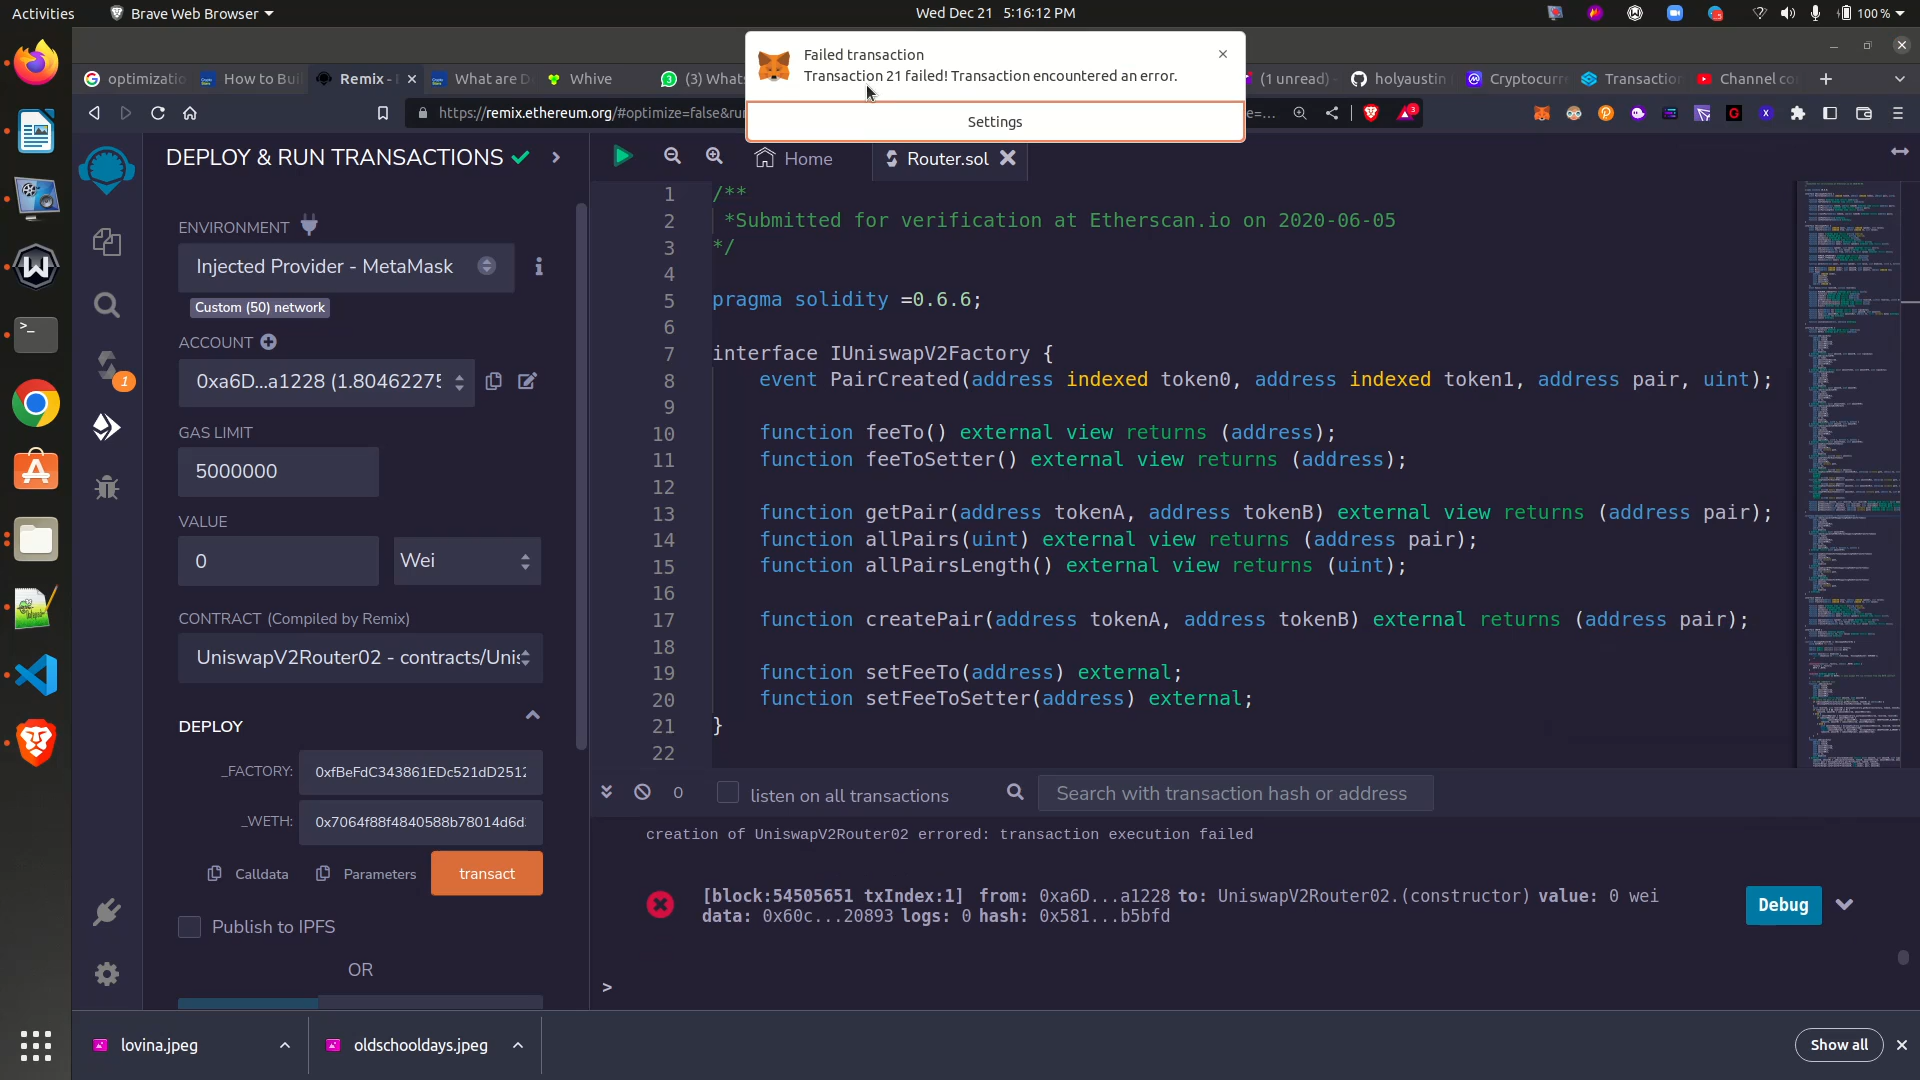 Activities
Brave Web Browser
Wed Dec 21 5:16:12 PM
100 %
Failed transaction
Transaction 21 failed! Transaction encountered an error.
Settings
optimizatio
How to Bui
Remix -
What are D
Whive
(3) What
(1 unread)
holyaustin
Cryptocurr
Transaction
Channel co
https://remix.ethereum.org/#optimize=false&ru
e=...
3
DEPLOY & RUN TRANSACTIONS
Home
Router.sol
ENVIRONMENT
Injected Provider - MetaMask
Custom (50) network
ACCOUNT
0xa6D...a1228 (1.80462275
1
GAS LIMIT
5000000
VALUE
0
Wei
CONTRACT (Compiled by Remix)
UniswapV2Router02 - contracts/Unis
DEPLOY
_FACTORY:
0xfBeFdC343861EDc521dD2512
_WETH:
0x7064f88f4840588b78014d6d
Calldata
Parameters
transact
Publish to IPFS
OR
1 /**
2 *Submitted for verification at Etherscan.io on 2020-06-05
3 */
4
5 pragma solidity =0.6.6;
6
7 interface IUniswapV2Factory {
8 event PairCreated(address indexed token0, address indexed token1, address pair, uint);
9
10 function feeTo() external view returns (address);
11 function feeToSetter() external view returns (address);
12
13 function getPair(address tokenA, address tokenB) external view returns (address pair);
14 function allPairs(uint) external view returns (address pair);
15 function allPairsLength() external view returns (uint);
16
17 function createPair(address tokenA, address tokenB) external returns (address pair);
18
19 function setFeeTo(address) external;
20 function setFeeToSetter(address) external;
21 }
22
0
listen on all transactions
Search with transaction hash or address
creation of UniswapV2Router02 errored: transaction execution failed
[block:54505651 txIndex:1] from: 0xa6D...a1228 to: UniswapV2Router02.(constructor) value: 0 wei
data: 0x60c...20893 logs: 0 hash: 0x581...b5bfd
Debug
>
lovina.jpeg
oldschooldays.jpeg
Show all